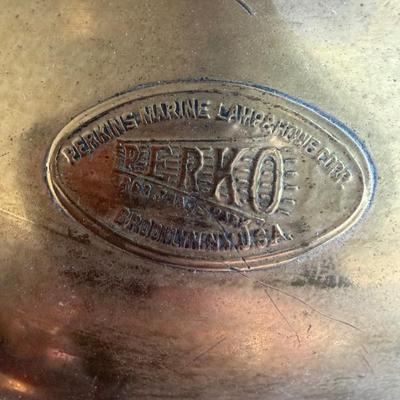 PERKINS MARINE LAMP & HDWE. CORP.
PERKO
BROOKLYN, N.Y., U.S.A.